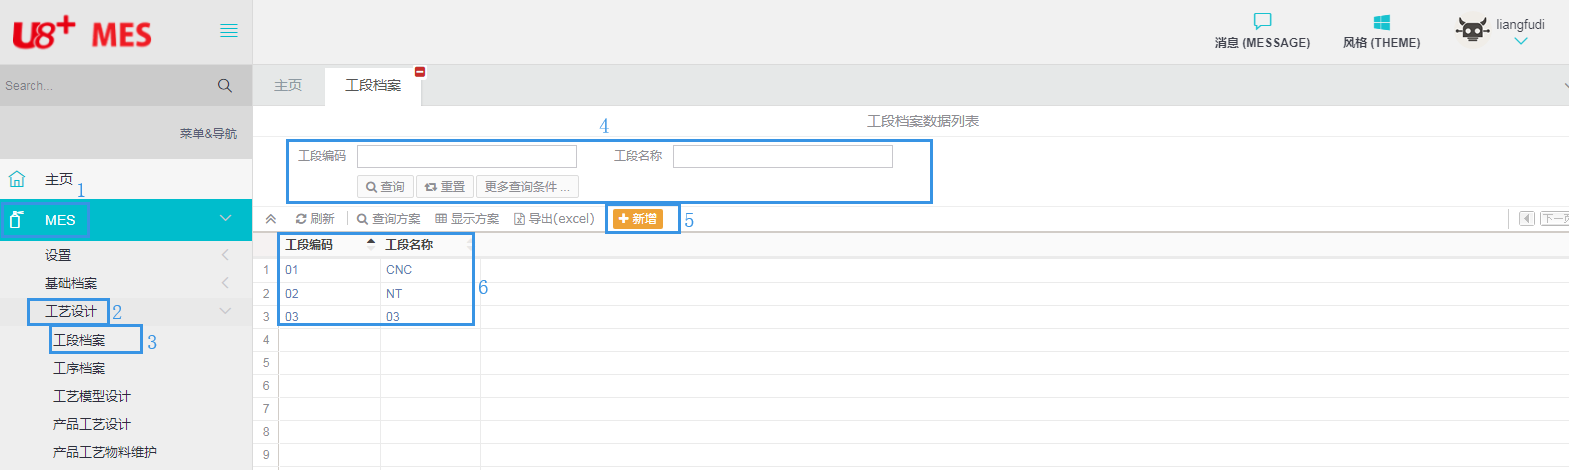 U8+ MES
消息 (MESSAGE)
风格 (THEME)
liangfudi
Search...
主页
工段档案
菜单&导航
工段档案数据列表
4
工段编码
工段名称
查询
重置
更多查询条件 ...
主页
1
MES
刷新
查询方案
显示方案
导出(excel)
新增
5
设置
基础档案
工艺设计
2
工段档案
3
工序档案
工艺模型设计
产品工艺设计
产品工艺物料维护
工段编码 工段名称
1 01 CNC
2 02 NT
3 03 03
6
4
5
6
7
8
9